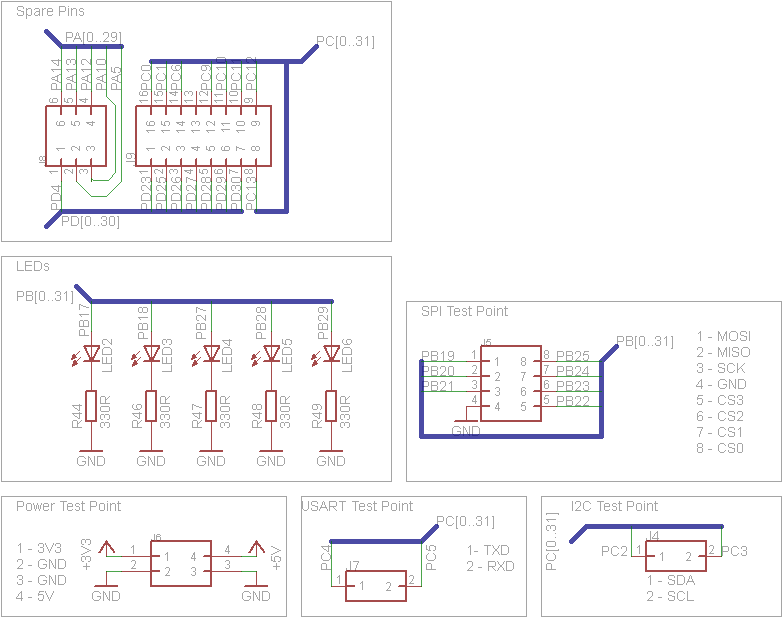 Spare Pins
PA[0..29]
PC[0..31]
PA14
PA13
PA12
PA10
PA5
PC0
PC1
PC6
PC9
PC10
PC12
6 5 4
16 15 14 13 12 11 10 9
6 5 4
16 15 14 13 12 11 10 9
1 2 3
1 2 3 4 5 6 7 8
J8
J9
1 2 3
1 2 3 4 5 6 7 8
PD4
PD23
PD25
PD26
PD27
PD28
PD29
PD30
PC13
PD[0..30]
LEDs
PB[0..31]
PB17
PB18
PB27
PB28
PB29
LED2
LED3
LED4
LED5
LED6
R44 330R
R46 330R
R47 330R
R48 330R
R49 330R
GND
GND
GND
GND
GND
SPI Test Point
PB[0..31]
J5
PB19 1 1 8 8 PB25
PB20 2 2 7 7 PB24
PB21 3 3 6 6 PB23
4 4 5 5 PB22
GND
1 - MOSI
2 - MISO
3 - SCK
4 - GND
5 - CS3
6 - CS2
7 - CS1
8 - CS0
Power Test Point
1 - 3V3
2 - GND
3 - GND
4 - 5V
+3V3
J6
1 1 4 4
2 2 3 3
+5V
GND
GND
USART Test Point
PC[0..31]
PC4
PC5
J7
1 1 2 2
1- TXD
2 - RXD
I2C Test Point
PC[0..31]
J4
PC2 1 1 2 2 PC3
1 - SDA
2 - SCL